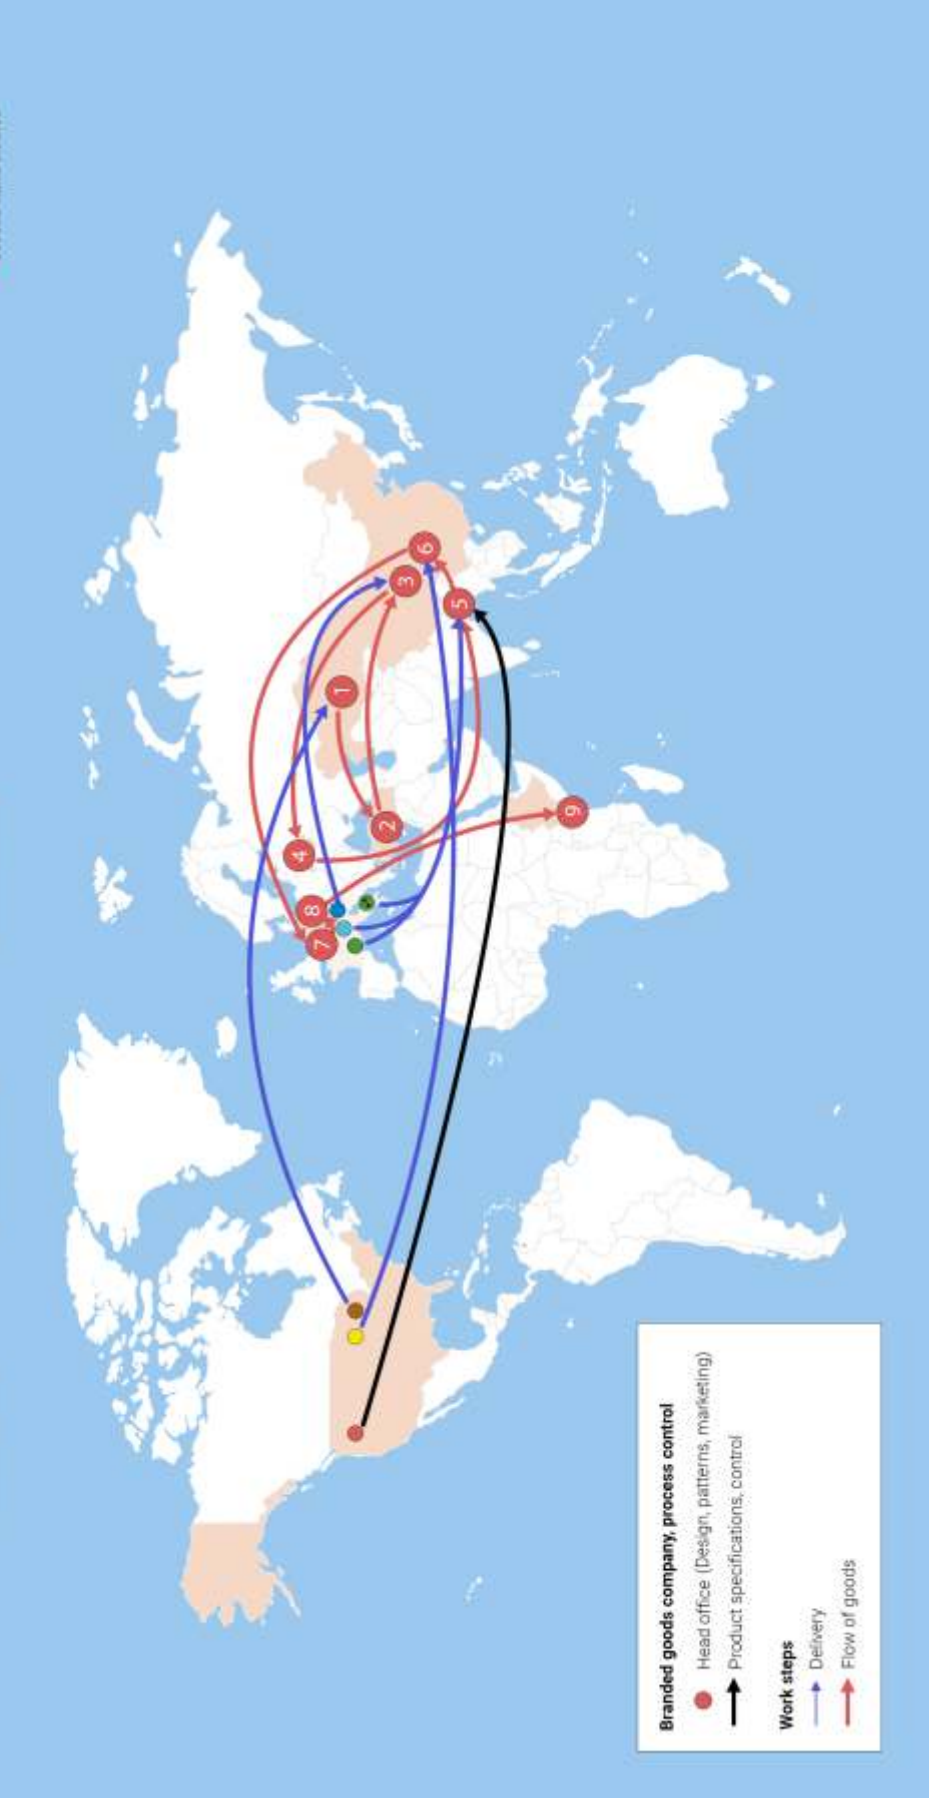 1
2
3
4
5
6
7
8
9
Branded goods company, process control
Head office (Design, patterns, marketing)
Product specifications, control
Work steps
Delivery
Flow of goods